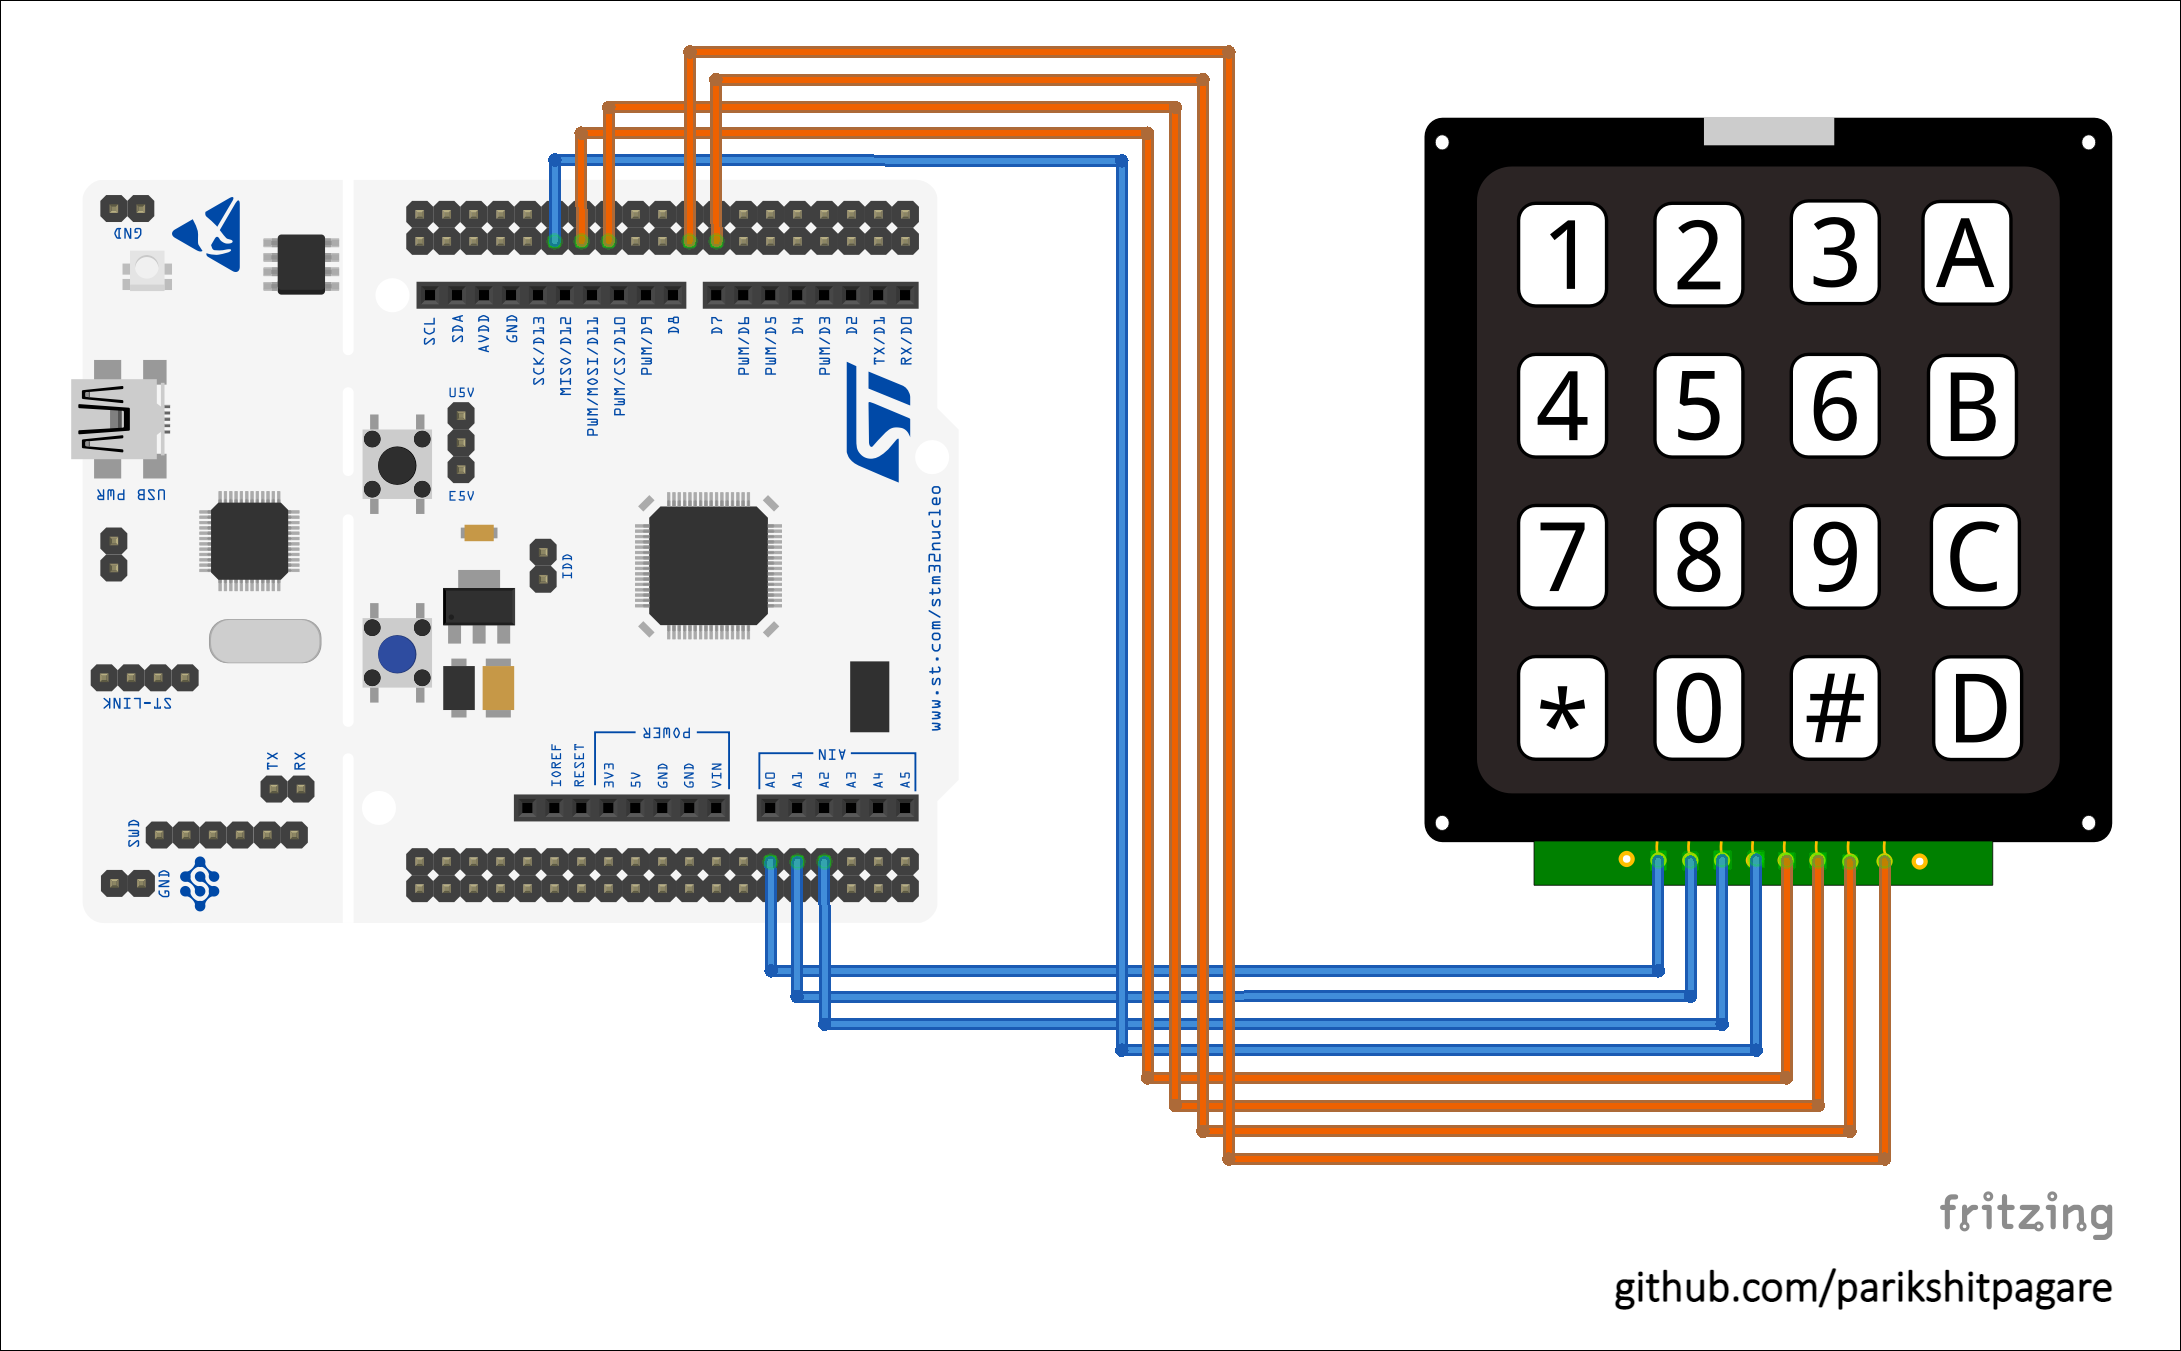 GND
SCL
SDA
AVDD
GND
SCK/D13
MISO/D12
PWM/MOSI/D11
PWM/CS/D10
PWM/D9
D8
D7
PWM/D6
PWM/D5
D4
PWM/D3
D2
TX/D1
RX/D0
U5V
E5V
USB PWR
IDD
ST
www.st.com/stm32nucleo
ST-LINK
TX
RX
SWD
GND
POWER
IOREF
RESET
3V3
5V
GND
GND
VIN
AIN
A0
A1
A2
A3
A4
A5
1 2 3 A
4 5 6 B
7 8 9 C
* 0 # D
fritzing
github.com/parikshitpagare